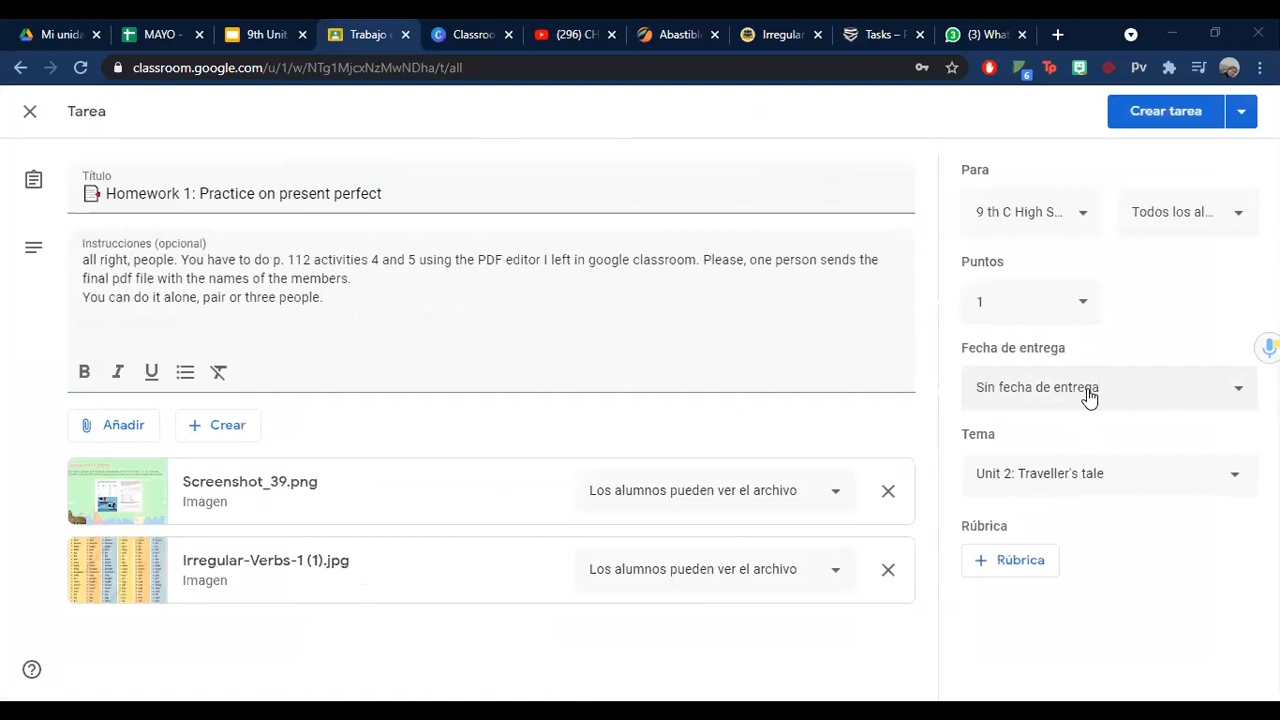 Mi unida
MAYO -
9th Unit
Trabajo
Classroo
(296) CH
Abastible
Irregular
Tasks – F
(3) What
classroom.google.com/u/1/w/NTg1MjcxNzMwNDha/t/all
6
Tp
Pv
Tarea
Crear tarea
Título
Homework 1: Practice on present perfect
Instrucciones (opcional)
all right, people. You have to do p. 112 activities 4 and 5 using the PDF editor I left in google classroom. Please, one person sends the
final pdf file with the names of the members.
You can do it alone, pair or three people.
B I U
Añadir
Crear
Screenshot_39.png
Imagen
Los alumnos pueden ver el archivo
Irregular-Verbs-1 (1).jpg
Imagen
Los alumnos pueden ver el archivo
Para
9 th C High S...
Todos los al...
Puntos
1
Fecha de entrega
Sin fecha de entrega
Tema
Unit 2: Traveller's tale
Rúbrica
Rúbrica